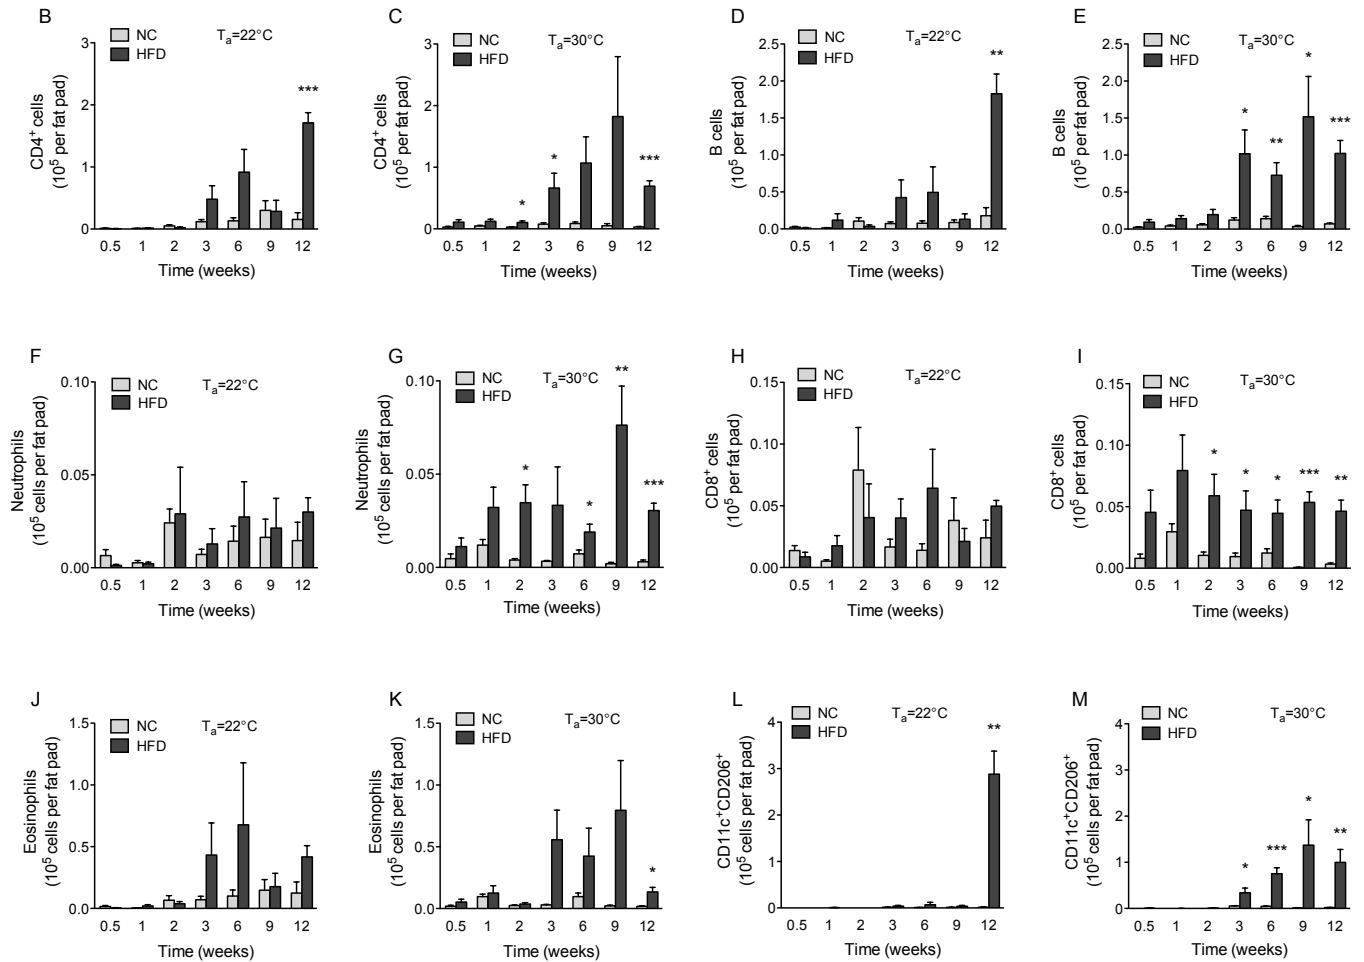 B
NC
HFD
Ta=22°C
***
3
2
1
0
CD4+ cells
(10^5 per fat pad)
0.5 1 2 3 6 9 12
Time (weeks)
C
NC
HFD
Ta=30°C
* * ***
3
2
1
0
CD4+ cells
(10^5 per fat pad)
0.5 1 2 3 6 9 12
Time (weeks)
D
NC
HFD
Ta=22°C
**
2.5
2.0
1.5
1.0
0.5
0.0
B cells
(10^5 per fat pad)
0.5 1 2 3 6 9 12
Time (weeks)
E
NC
HFD
Ta=30°C
* ** * ***
2.5
2.0
1.5
1.0
0.5
0.0
B cells
(10^5 per fat pad)
0.5 1 2 3 6 9 12
Time (weeks)
F
NC
HFD
Ta=22°C
0.10
0.05
0.00
Neutrophils
(10^5 cells per fat pad)
0.5 1 2 3 6 9 12
Time (weeks)
G
NC
HFD
Ta=30°C
* * ** ***
0.10
0.05
0.00
Neutrophils
(10^5 cells per fat pad)
0.5 1 2 3 6 9 12
Time (weeks)
H
NC
HFD
Ta=22°C
0.15
0.10
0.05
0.00
CD8+ cells
(10^5 per fat pad)
0.5 1 2 3 6 9 12
Time (weeks)
I
NC
HFD
Ta=30°C
* * * *** **
0.15
0.10
0.05
0.00
CD8+ cells
(10^5 per fat pad)
0.5 1 2 3 6 9 12
Time (weeks)
J
NC
HFD
Ta=22°C
1.5
1.0
0.5
0.0
Eosinophils
(10^5 cells per fat pad)
0.5 1 2 3 6 9 12
Time (weeks)
K
NC
HFD
Ta=30°C
*
1.5
1.0
0.5
0.0
Eosinophils
(10^5 cells per fat pad)
0.5 1 2 3 6 9 12
Time (weeks)
L
NC
HFD
Ta=22°C
**
4
3
2
1
0
CD11c+CD206+
(10^5 cells per fat pad)
0.5 1 2 3 6 9 12
Time (weeks)
M
NC
HFD
Ta=30°C
* *** * **
4
3
2
1
0
CD11c+CD206+
(10^5 cells per fat pad)
0.5 1 2 3 6 9 12
Time (weeks)